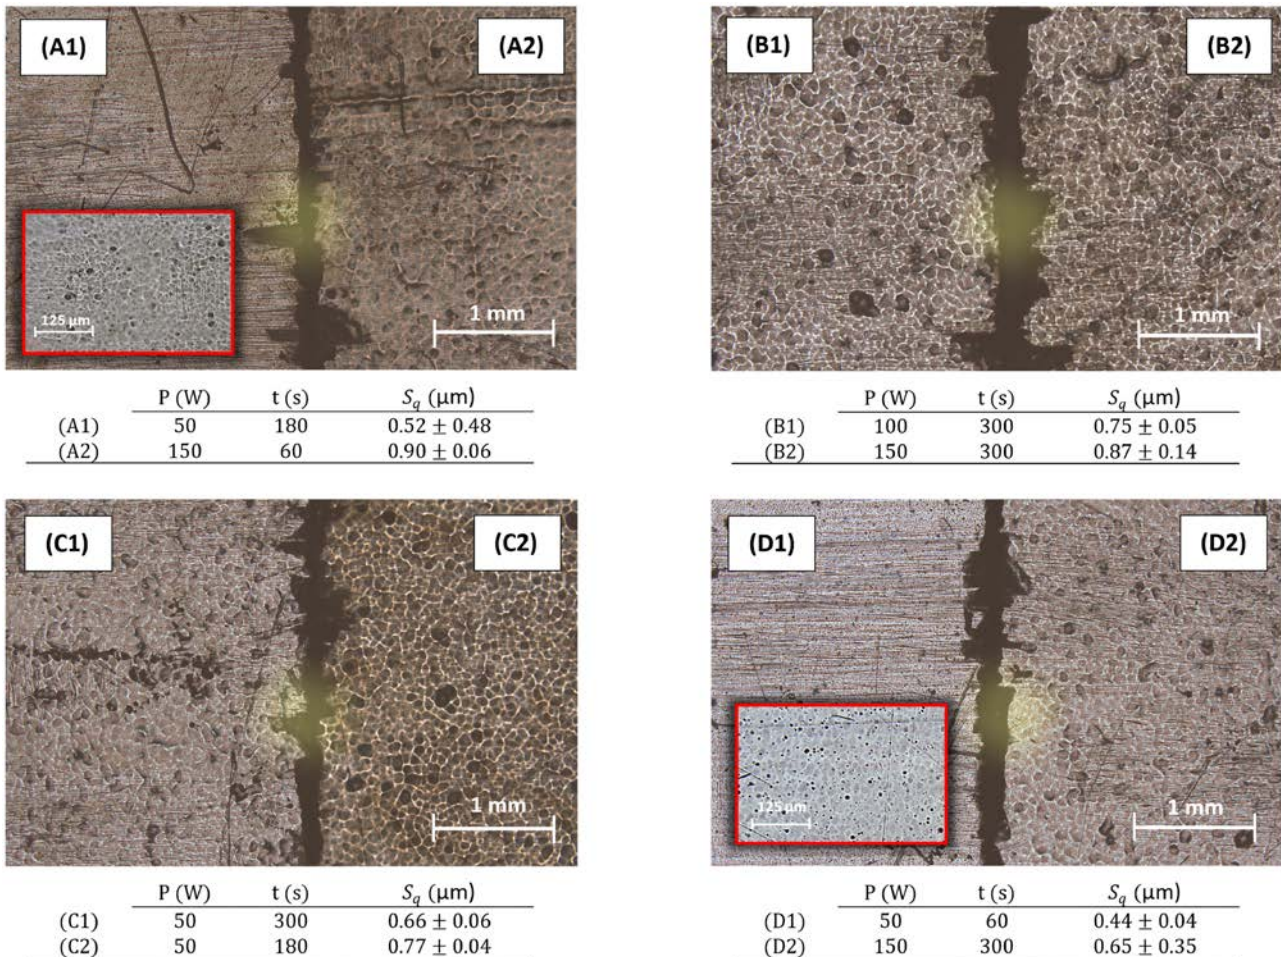 (A1) (A2)
125 µm
1 mm
P (W) t (s) Sq (µm)
(A1) 50 180 0.52 ± 0.48
(A2) 150 60 0.90 ± 0.06
(B1) (B2)
1 mm
P (W) t (s) Sq (µm)
(B1) 100 300 0.75 ± 0.05
(B2) 150 300 0.87 ± 0.14
(C1) (C2)
1 mm
P (W) t (s) Sq (µm)
(C1) 50 300 0.66 ± 0.06
(C2) 50 180 0.77 ± 0.04
(D1) (D2)
125 µm
1 mm
P (W) t (s) Sq (µm)
(D1) 50 60 0.44 ± 0.04
(D2) 150 300 0.65 ± 0.35